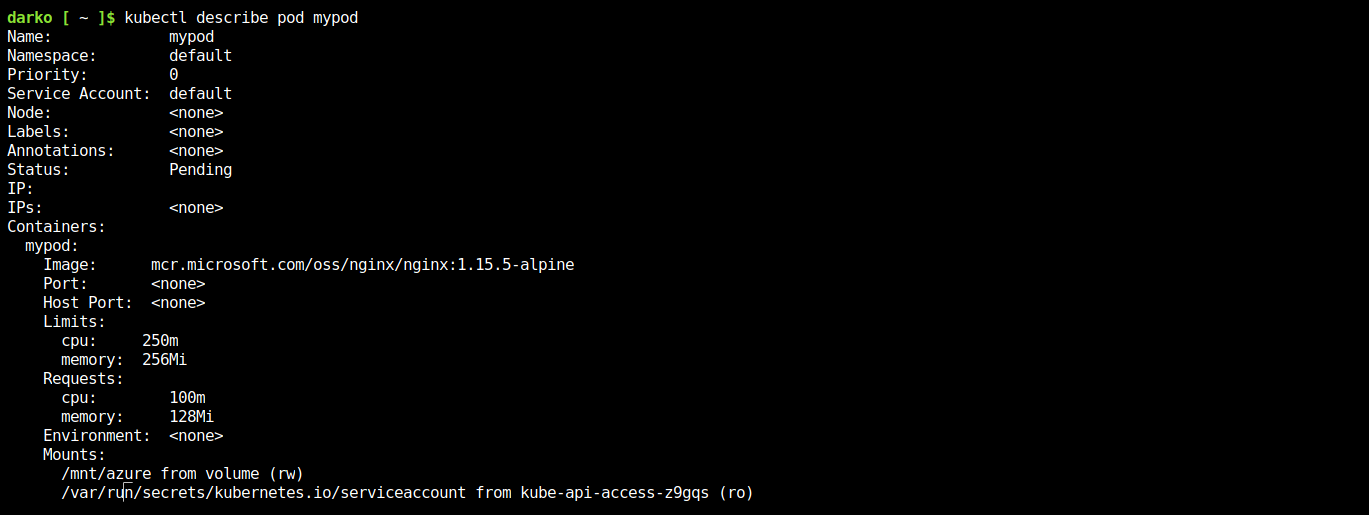 darko [ ~ ]$ kubectl describe pod mypod
Name:             mypod
Namespace:        default
Priority:         0
Service Account:  default
Node:             <none>
Labels:           <none>
Annotations:      <none>
Status:           Pending
IP:
IPs:              <none>
Containers:
  mypod:
    Image:      mcr.microsoft.com/oss/nginx/nginx:1.15.5-alpine
    Port:       <none>
    Host Port:  <none>
    Limits:
      cpu:     250m
      memory:  256Mi
    Requests:
      cpu:        100m
      memory:     128Mi
    Environment:  <none>
    Mounts:
      /mnt/azure from volume (rw)
      /var/run/secrets/kubernetes.io/serviceaccount from kube-api-access-z9gqs (ro)